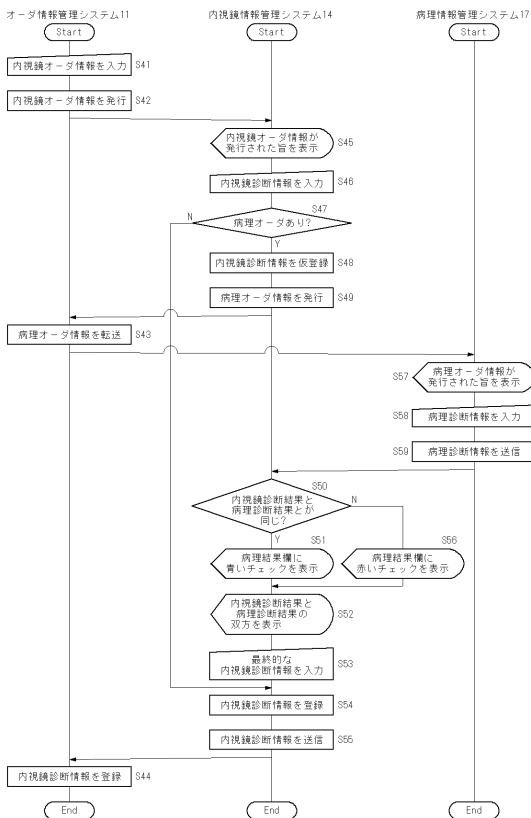 オーダ情報管理システム11
内視鏡情報管理システム14
病理情報管理システム17
Start
Start
Start
内視鏡オーダ情報を入力
S41
内視鏡オーダ情報を発行
S42
内視鏡オーダ情報が
発行された旨を表示
S45
内視鏡診断情報を入力
S46
S47
病理オーダあり?
N
Y
内視鏡診断情報を仮登録
S48
病理オーダ情報を発行
S49
病理オーダ情報を転送
S43
S57
病理オーダ情報が
発行された旨を表示
S58
病理診断情報を入力
S59
病理診断情報を送信
S50
内視鏡診断結果と
病理診断結果とが
同じ?
N
Y
S51
病理結果欄に
青いチェックを表示
S56
病理結果欄に
赤いチェックを表示
内視鏡診断結果と
病理診断結果の
双方を表示
S52
最終的な
内視鏡診断情報を入力
S53
内視鏡診断情報を登録
S54
内視鏡診断情報を送信
S55
内視鏡診断情報を登録
S44
End
End
End